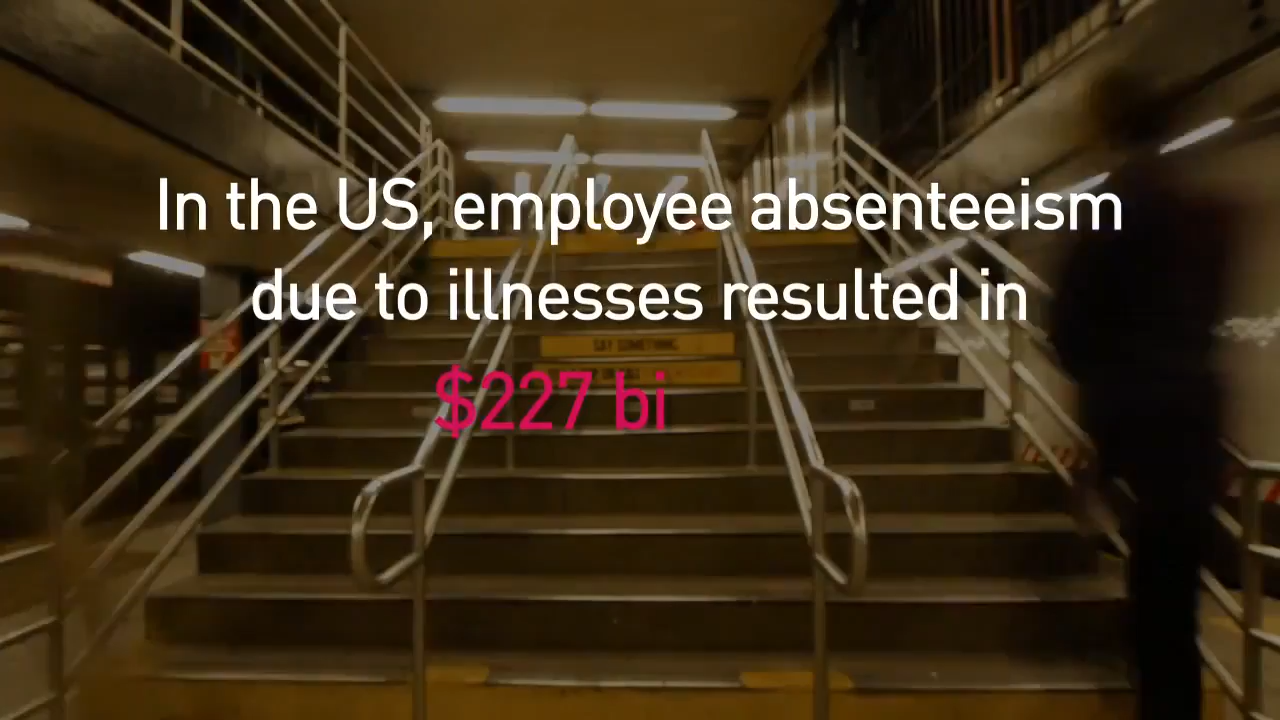 In the US, employee absenteeism
due to illnesses resulted in
$227 bi
SAY SOMETHING